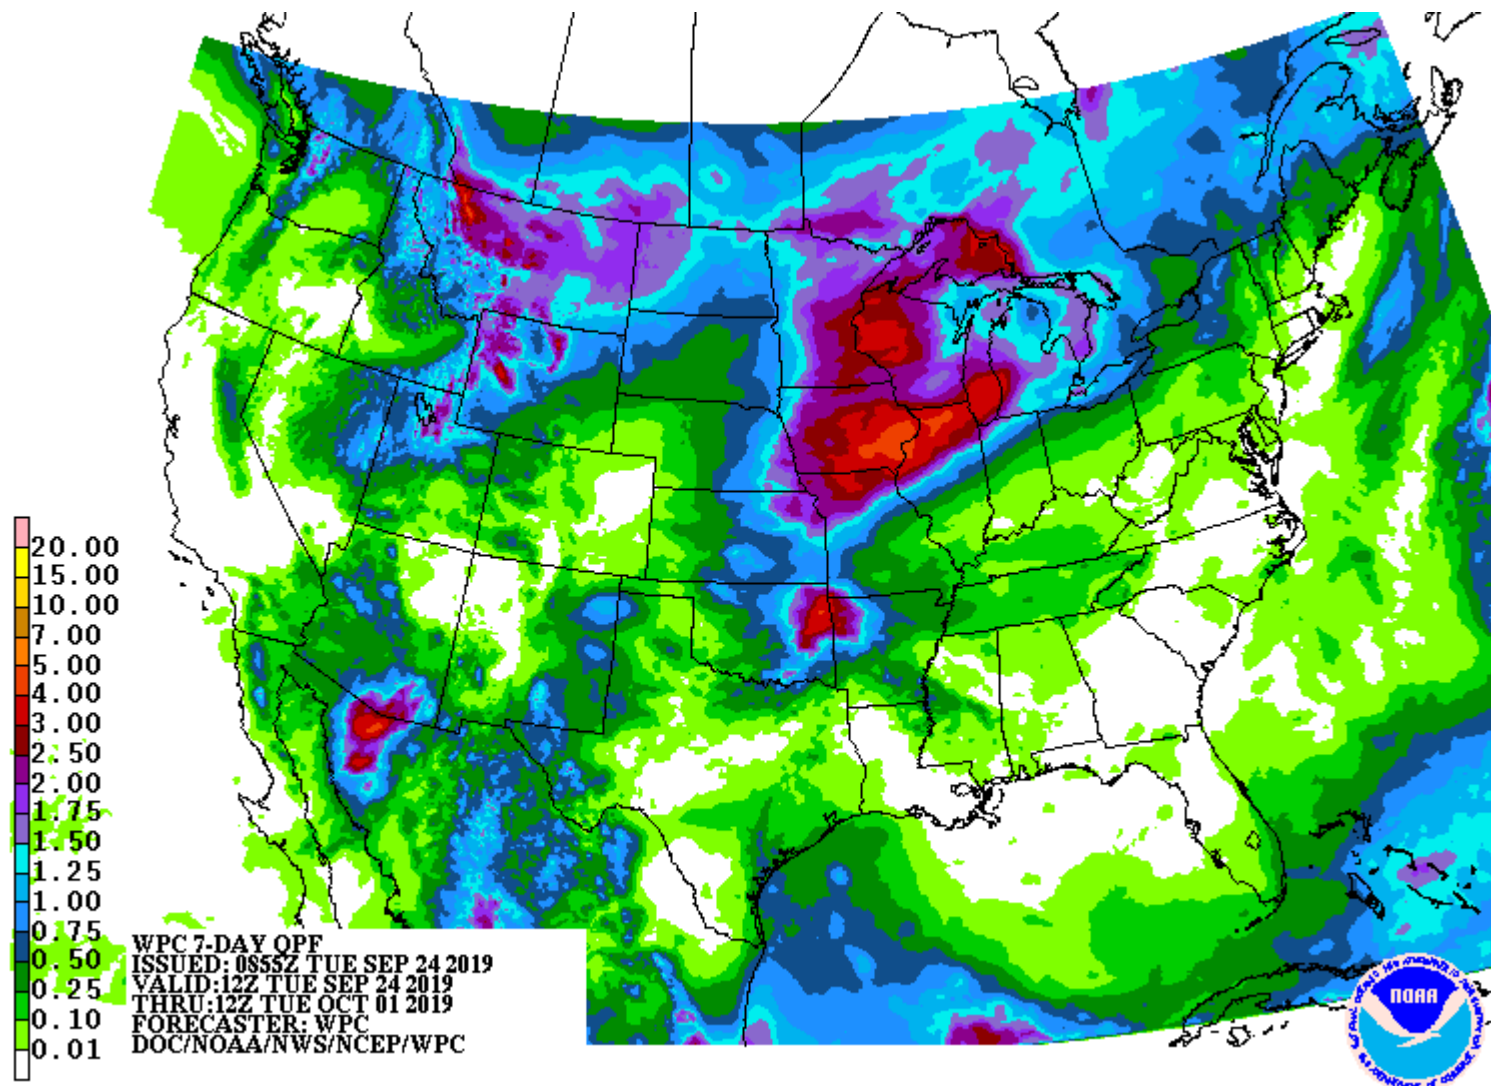 20.00
15.00
10.00
7.00
5.00
4.00
3.00
2.50
2.00
1.75
1.50
1.25
1.00
0.75
0.50
0.25
0.10
0.01
WPC 7-DAY QPF
ISSUED: 0855Z TUE SEP 24 2019
VALID:12Z TUE SEP 24 2019
THRU:12Z TUE OCT 01 2019
FORECASTER: WPC
DOC/NOAA/NWS/NCEP/WPC
NOAA